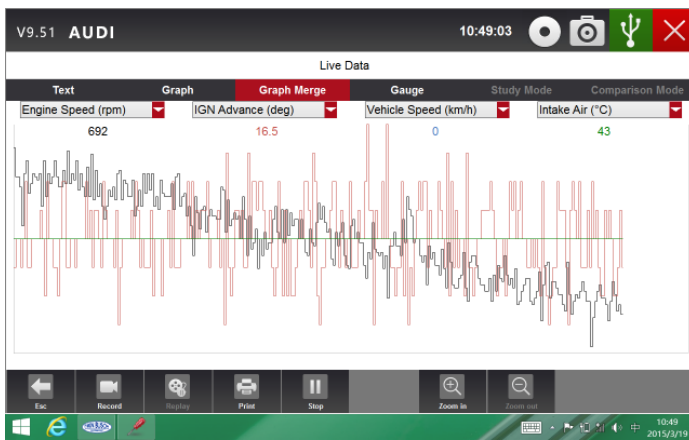 V9.51 AUDI 10:49:03
Live Data
Text Graph Graph Merge Gauge Study Mode Comparison Mode
Engine Speed (rpm) IGN Advance (deg) Vehicle Speed (km/h) Intake Air (°C)
692 16.5 0 43
Esc Record Replay Print Stop Zoom in Zoom out
中 10:49
2015/3/19